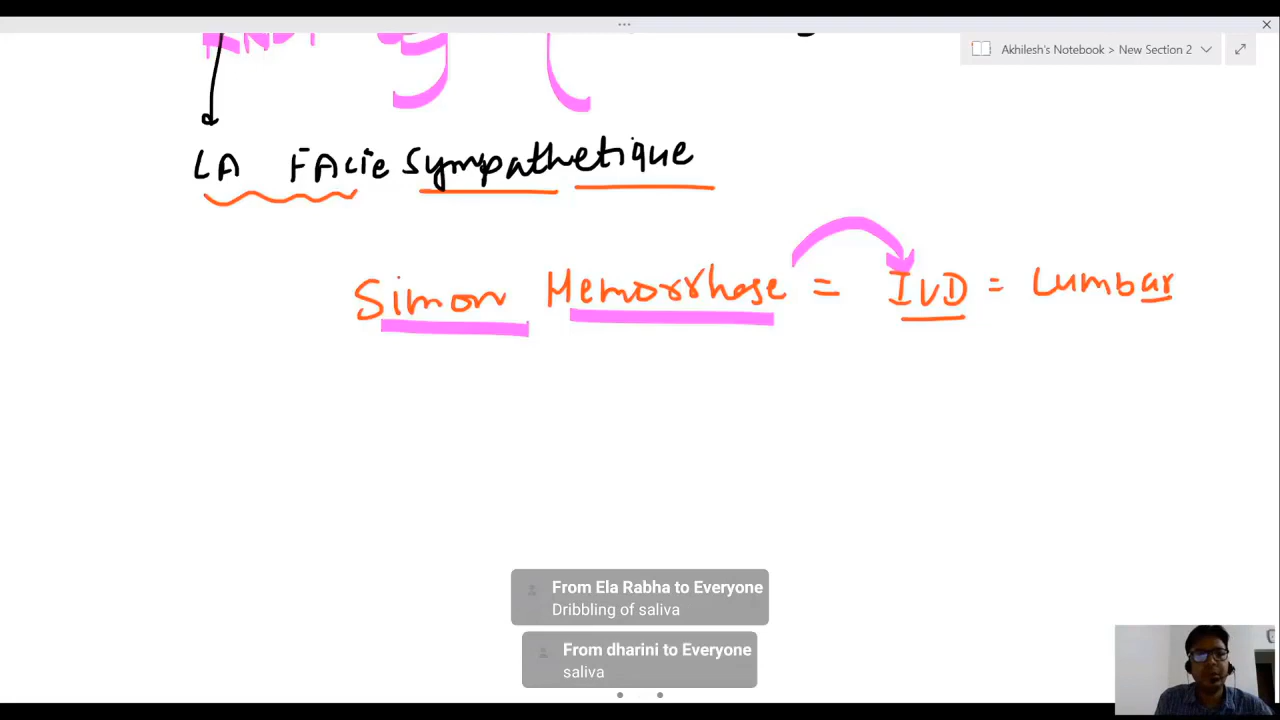 Akhilesh's Notebook > New Section 2
LA FAcie Sympathetique
Simon Hemorrhase = IVD = Lumbar
From Ela Rabha to Everyone
Dribbling of saliva
From dharini to Everyone
saliva